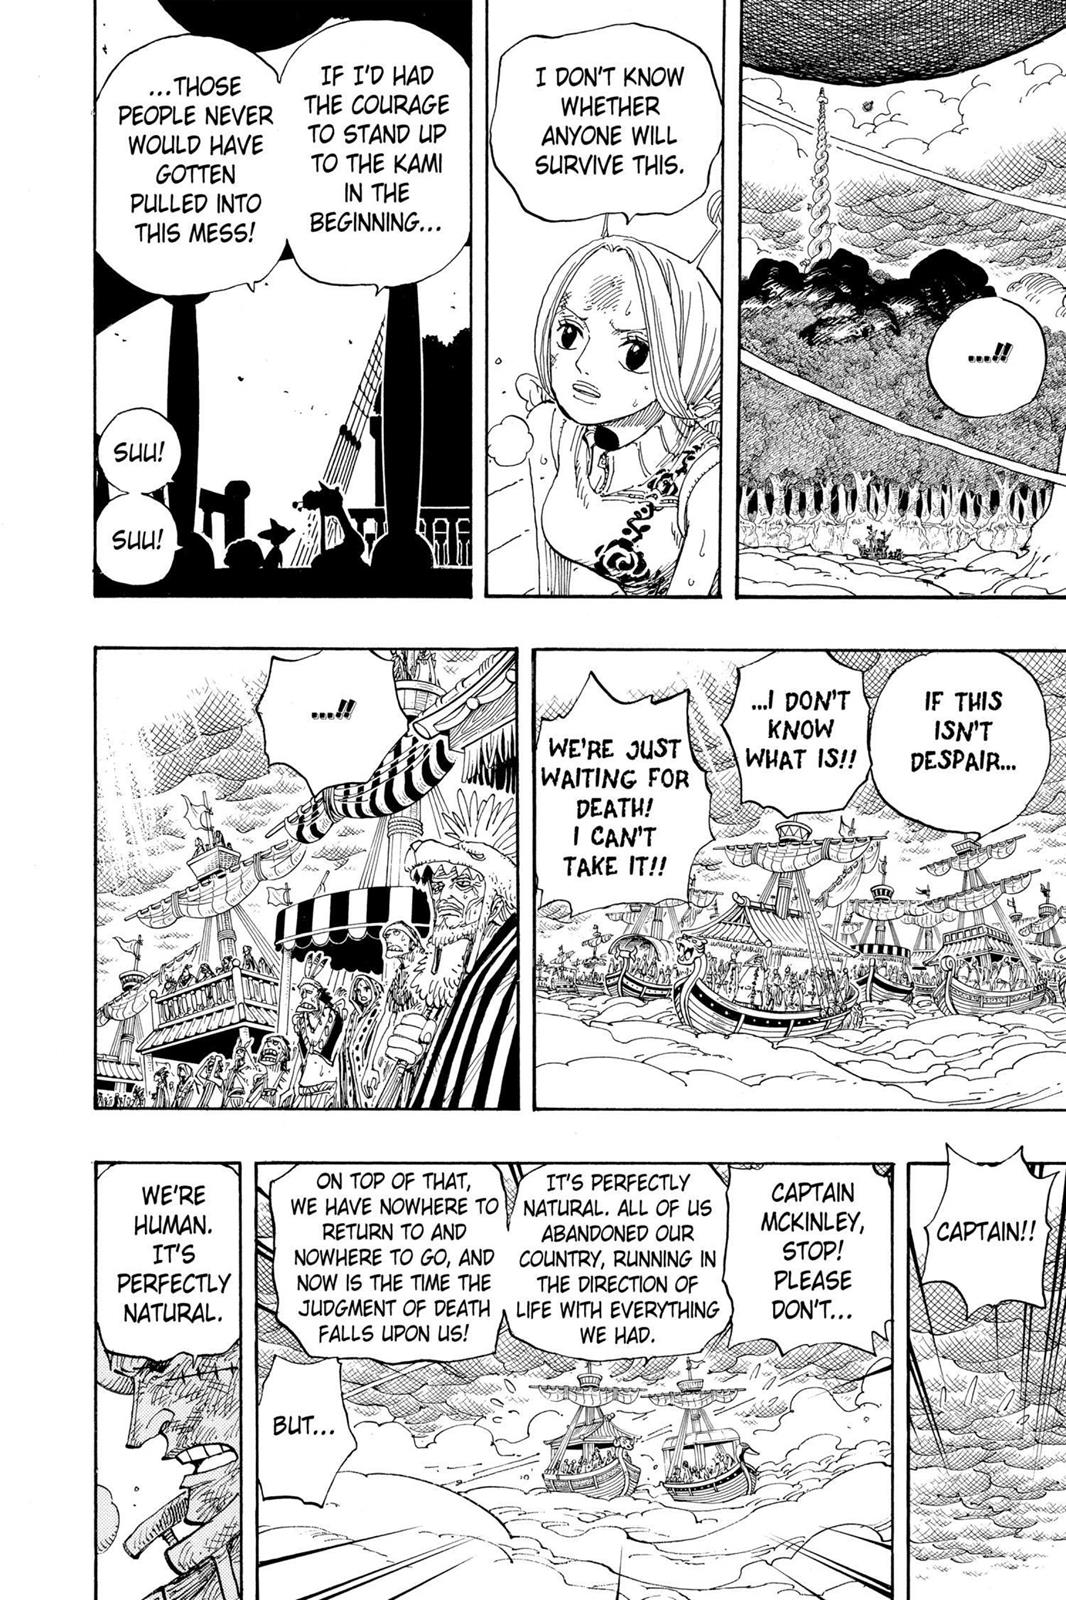 ....!!
I DON'T KNOW
WHETHER
ANYONE WILL
SURVIVE THIS.
IF I'D HAD
THE COURAGE
TO STAND UP
TO THE KAMI
IN THE
BEGINNING...
...THOSE
PEOPLE NEVER
WOULD HAVE
GOTTEN
PULLED INTO
THIS MESS!
SUU!
SUU!
IF THIS
ISN'T
DESPAIR...
...I DON'T
KNOW
WHAT IS!!
WE'RE JUST
WAITING FOR
DEATH!
I CAN'T
TAKE IT!!
....!!
CAPTAIN!!
CAPTAIN
MCKINLEY,
STOP!
PLEASE
DON'T...
IT'S PERFECTLY
NATURAL. ALL OF US
ABANDONED OUR
COUNTRY, RUNNING IN
THE DIRECTION OF
LIFE WITH EVERYTHING
WE HAD.
ON TOP OF THAT,
WE HAVE NOWHERE TO
RETURN TO AND
NOWHERE TO GO, AND
NOW IS THE TIME THE
JUDGMENT OF DEATH
FALLS UPON US!
BUT...
WE'RE
HUMAN.
IT'S
PERFECTLY
NATURAL.